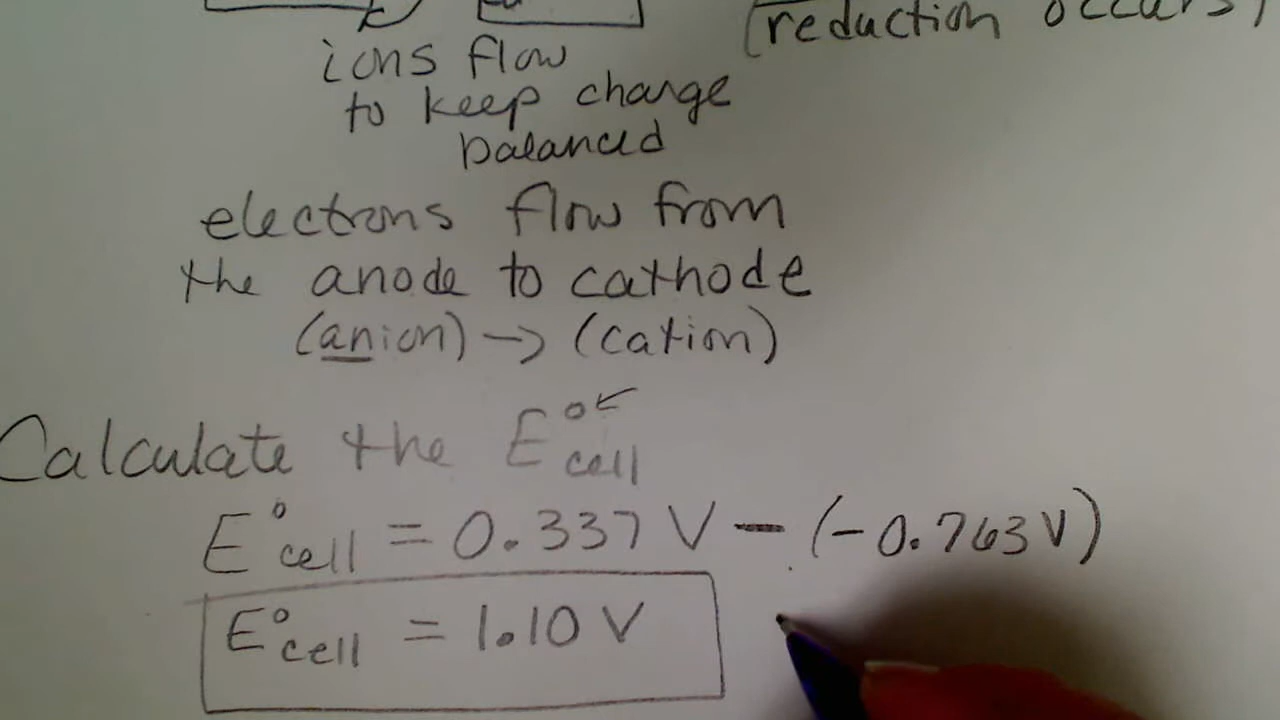 (reduction occurs)
ions flow
to keep change
balanced
electrons flow from
the anode to cathode
(anion) -> (cation)
Calculate the E°cell
E°cell = 0.337 V - (-0.763 V)
E°cell = 1.10 V